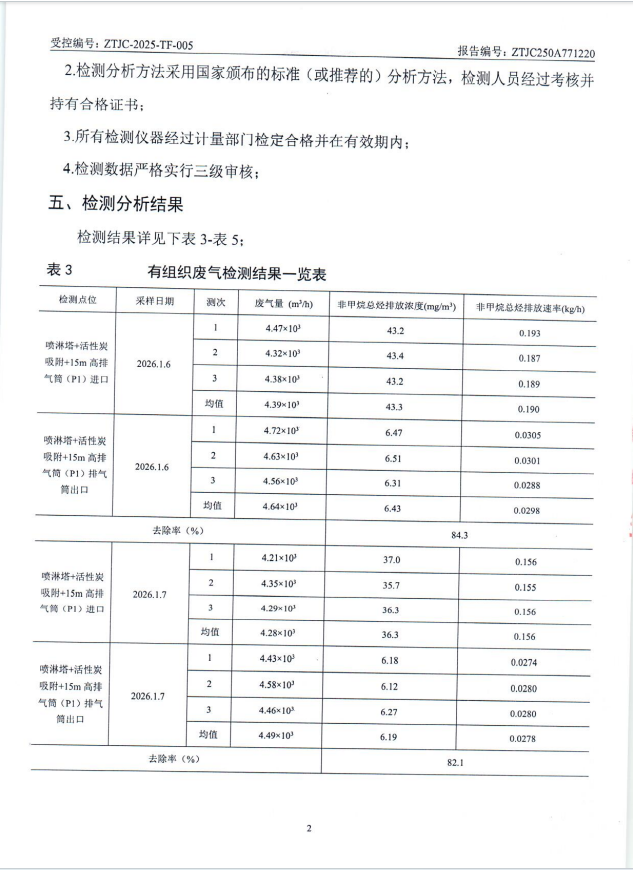 受控编号：ZTJC-2025-TF-005
报告编号：ZTJC250A771220
2.检测分析方法采用国家颁布的标准（或推荐的）分析方法，检测人员经过考核并
持有合格证书；
3.所有检测仪器经过计量部门检定合格并在有效期内；
4.检测数据严格实行三级审核；
五、检测分析结果
检测结果详见下表 3-表 5；
表 3 有组织废气检测结果一览表
检测点位 采样日期 测次 废气量 (m³/h) 非甲烷总烃排放浓度(mg/m³) 非甲烷总烃排放速率(kg/h)
喷淋塔+活性炭
吸附+15m 高排
气筒（P1）进口
2026.1.6
1 4.47×10³ 43.2 0.193
2 4.32×10³ 43.4 0.187
3 4.38×10³ 43.2 0.189
均值 4.39×10³ 43.3 0.190
喷淋塔+活性炭
吸附+15m 高排
气筒（P1）排气
筒出口
2026.1.6
1 4.72×10³ 6.47 0.0305
2 4.63×10³ 6.51 0.0301
3 4.56×10³ 6.31 0.0288
均值 4.64×10³ 6.43 0.0298
去除率（%） 84.3
喷淋塔+活性炭
吸附+15m 高排
气筒（P1）进口
2026.1.7
1 4.21×10³ 37.0 0.156
2 4.35×10³ 35.7 0.155
3 4.29×10³ 36.3 0.156
均值 4.28×10³ 36.3 0.156
喷淋塔+活性炭
吸附+15m 高排
气筒（P1）排气
筒出口
2026.1.7
1 4.43×10³ 6.18 0.0274
2 4.58×10³ 6.12 0.0280
3 4.46×10³ 6.27 0.0280
均值 4.49×10³ 6.19 0.0278
去除率（%） 82.1
2